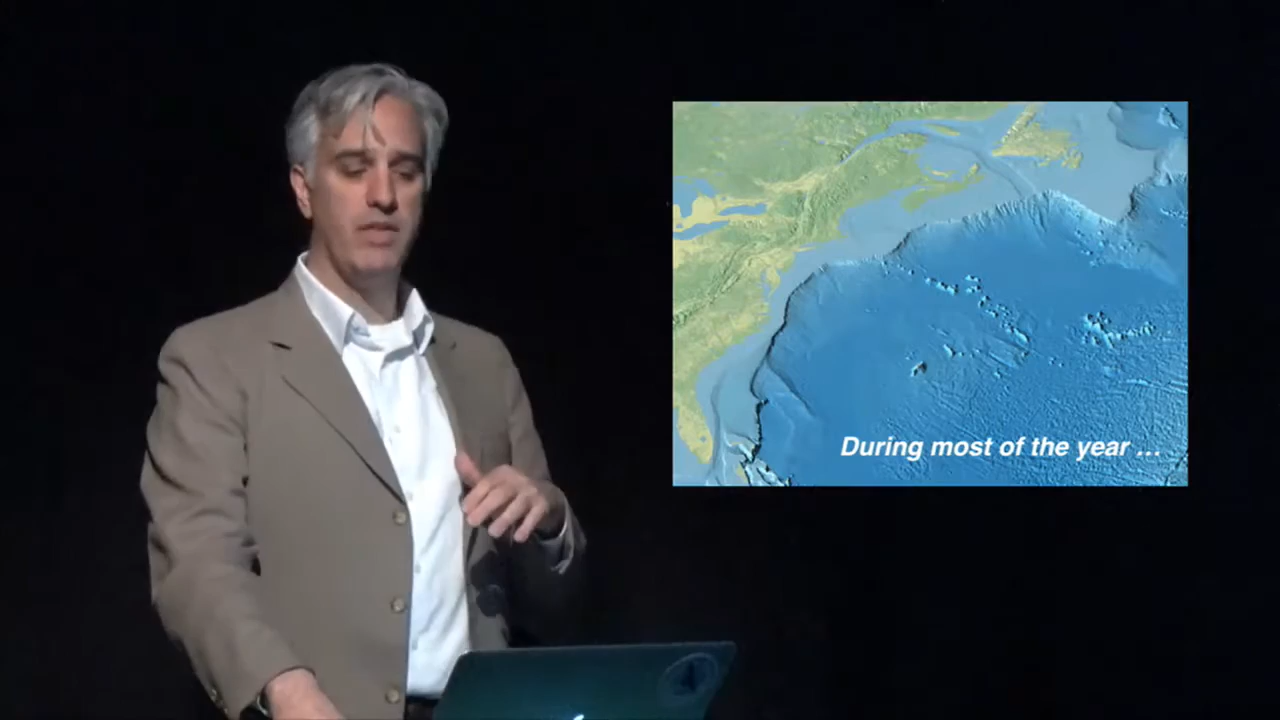 During most of the year ...